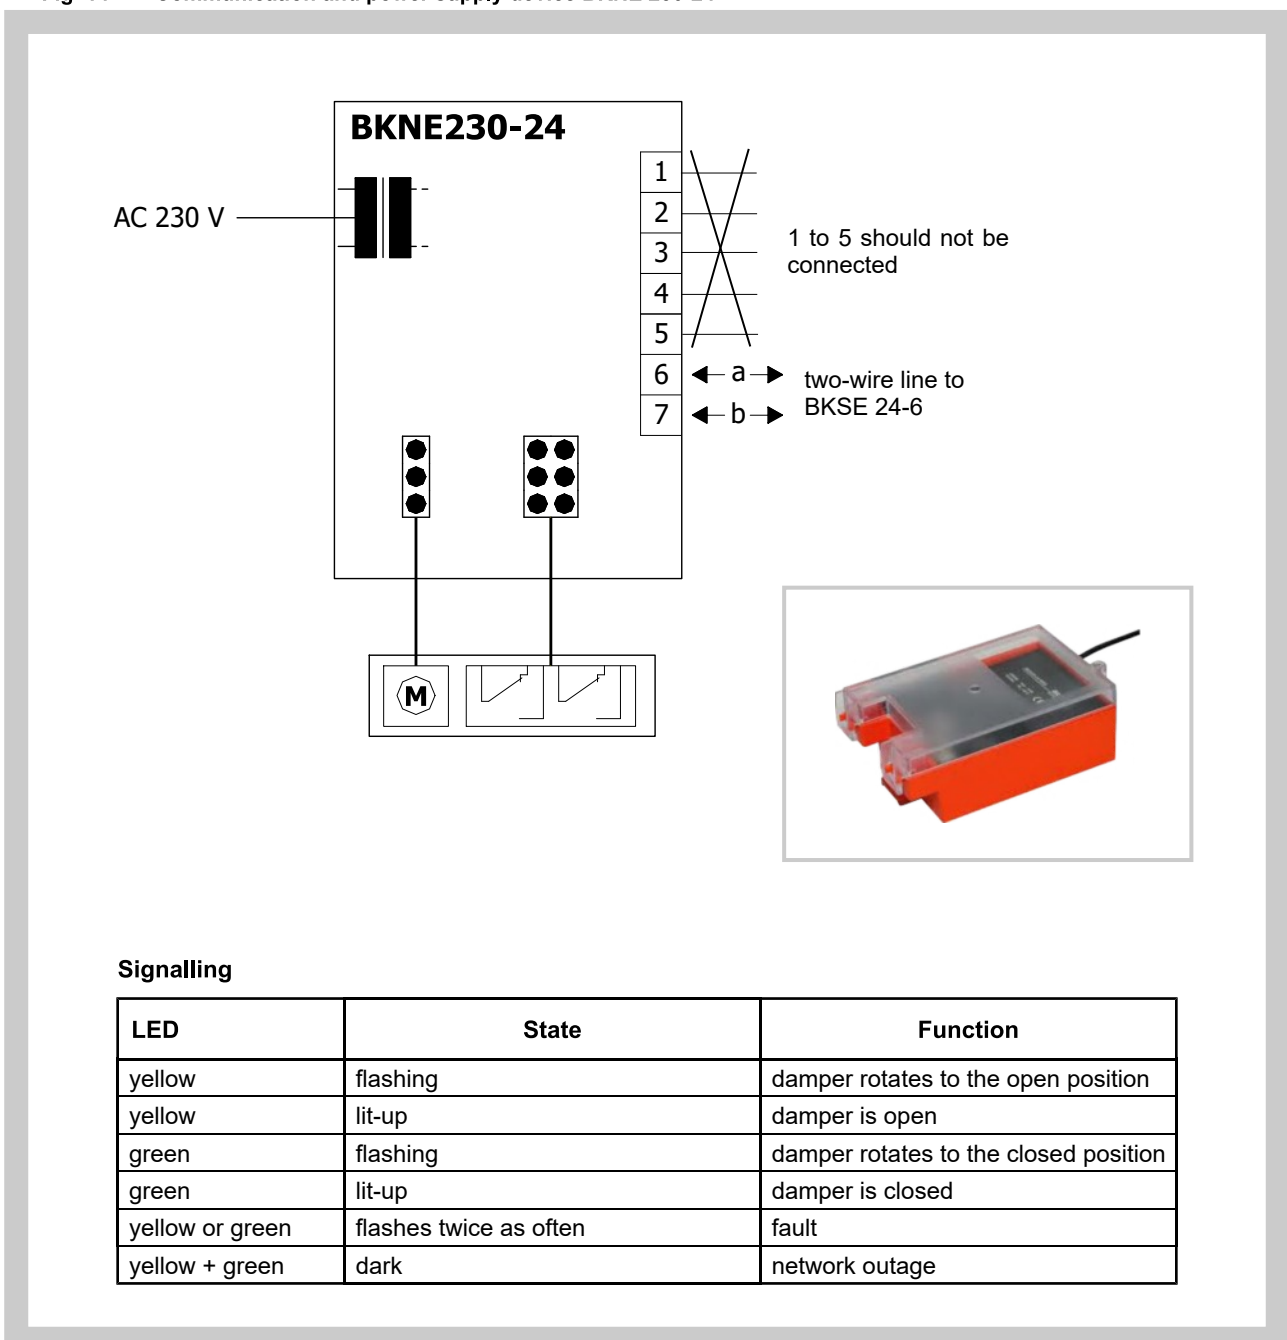 BKNE230-24
AC 230 V
1
2
3
4
5
6
7
1 to 5 should not be
connected
a
b
two-wire line to
BKSE 24-6
M
Signalling
LED State Function
yellow flashing damper rotates to the open position
yellow lit-up damper is open
green flashing damper rotates to the closed position
green lit-up damper is closed
yellow or green flashes twice as often fault
yellow + green dark network outage